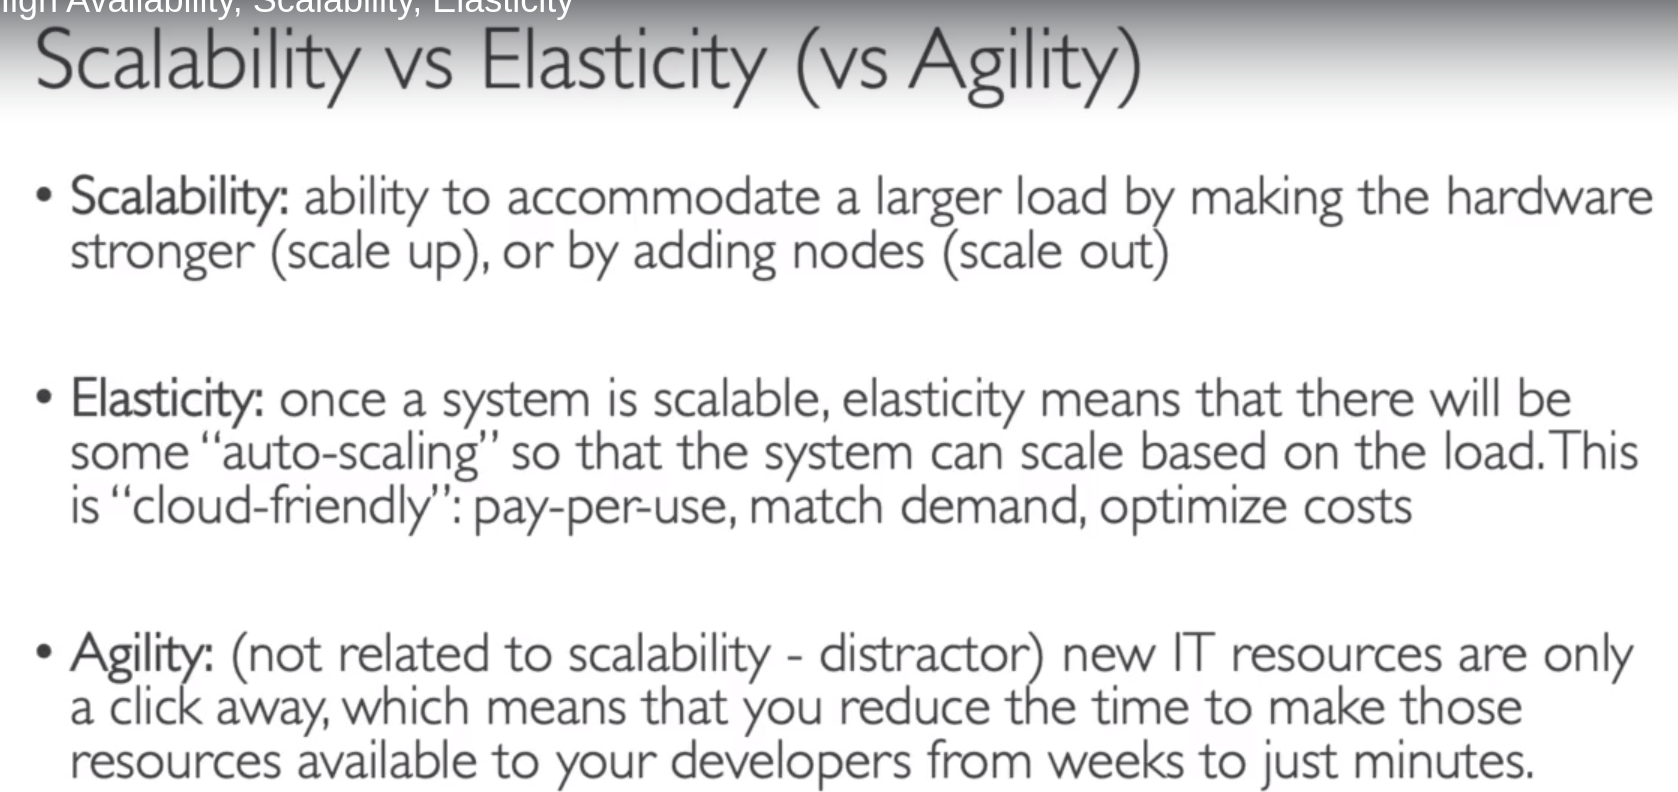 High Availability, Scalability, Elasticity
Scalability vs Elasticity (vs Agility)
• Scalability: ability to accommodate a larger load by making the hardware
stronger (scale up), or by adding nodes (scale out)
• Elasticity: once a system is scalable, elasticity means that there will be
some “auto-scaling” so that the system can scale based on the load. This
is “cloud-friendly”: pay-per-use, match demand, optimize costs
• Agility: (not related to scalability - distractor) new IT resources are only
a click away, which means that you reduce the time to make those
resources available to your developers from weeks to just minutes.